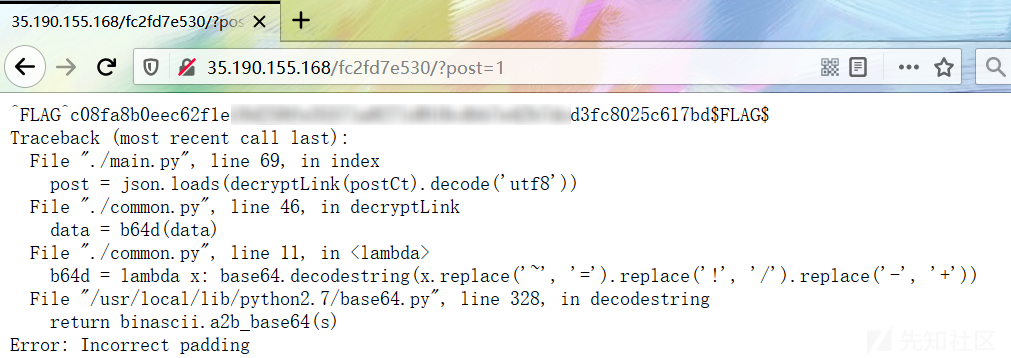 35.190.155.168/fc2fd7e530/?pos
35.190.155.168/fc2fd7e530/?post=1
^FLAG^c08fa8b0eec62f1e d3fc8025c617bd$FLAG$
Traceback (most recent call last):
File "./main.py", line 69, in index
post = json.loads(decryptLink(postCt).decode('utf8'))
File "./common.py", line 46, in decryptLink
data = b64d(data)
File "./common.py", line 11, in <lambda>
b64d = lambda x: base64.decodestring(x.replace('~', '=').replace('!', '/').replace('-', '+'))
File "/usr/local/lib/python2.7/base64.py", line 328, in decodestring
return binascii.a2b_base64(s)
Error: Incorrect padding
先知社区